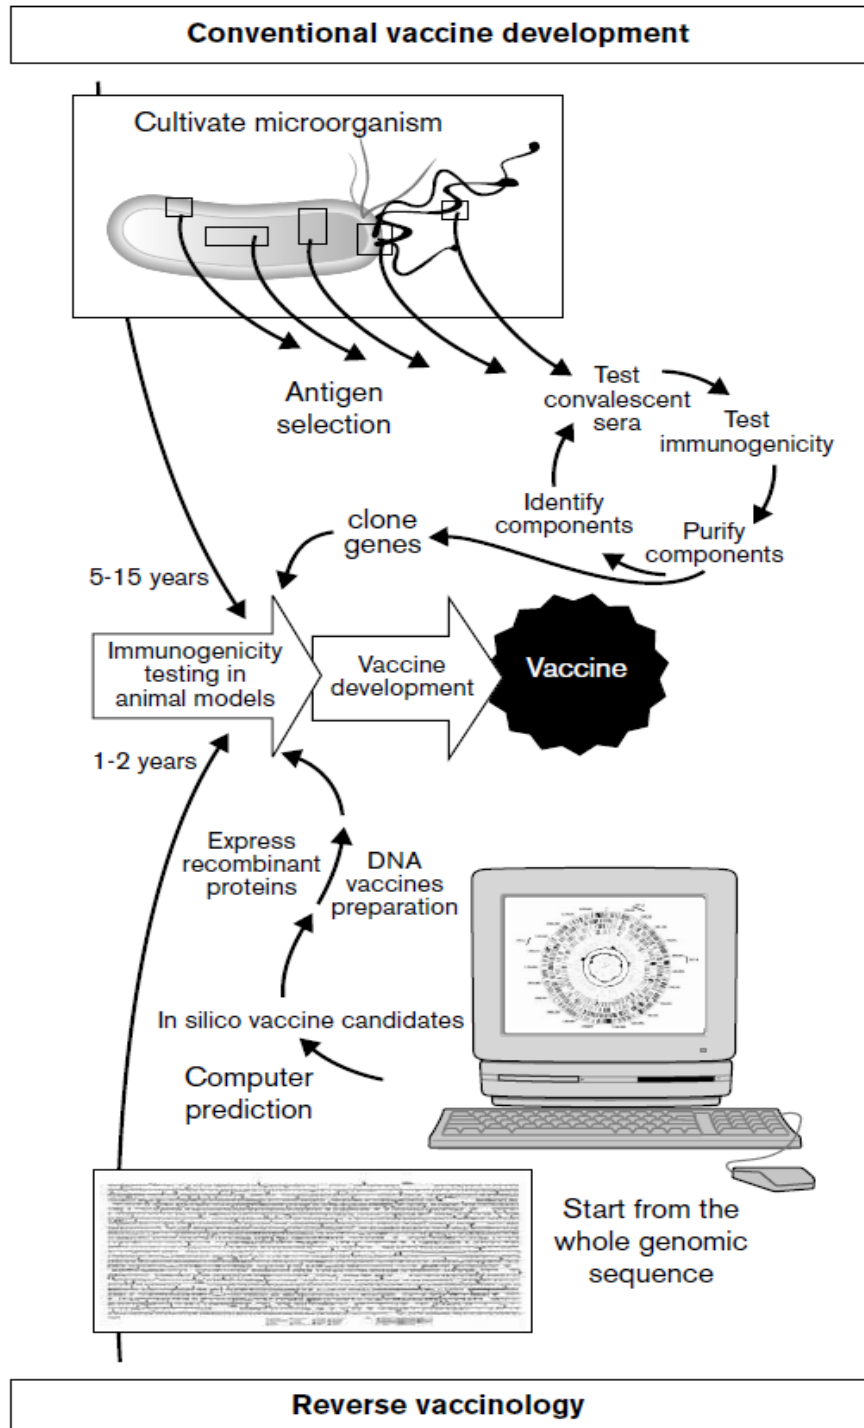 Conventional vaccine development
Cultivate microorganism
Antigen
selection
Test
convalescent
sera
Test
immunogenicity
Identify
components
Purify
components
clone
genes
5-15 years
Immunogenicity
testing in
animal models
Vaccine
development
Vaccine
1-2 years
Express
recombinant
proteins
DNA
vaccines
preparation
In silico vaccine candidates
Computer
prediction
Start from the
whole genomic
sequence
Reverse vaccinology